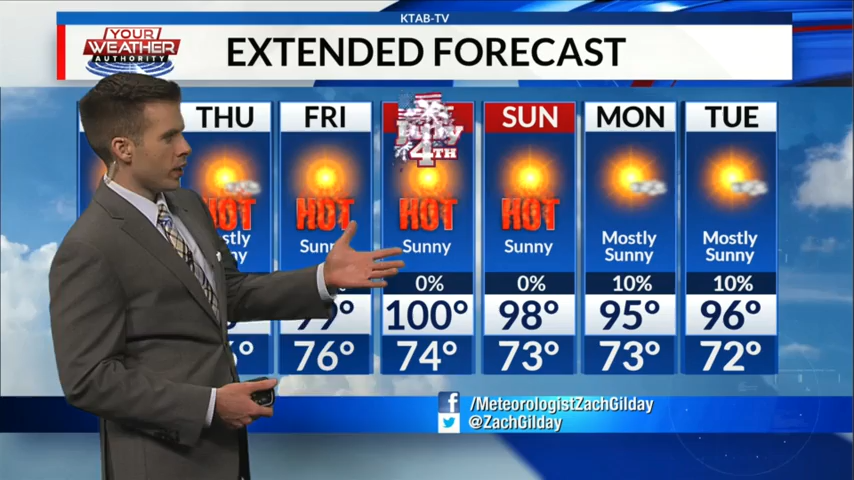 KTAB-TV
YOUR
WEATHER
AUTHORITY
EXTENDED FORECAST
THU
FRI
July
4TH
SUN
MON
TUE
HOT
HOT
HOT
HOT
Sunny
Sunny
Mostly
Sunny
Mostly
Sunny
0%
0%
10%
10%
100°
98°
95°
96°
76°
74°
73°
73°
72°
/MeteorologistZachGilday
@ZachGilday